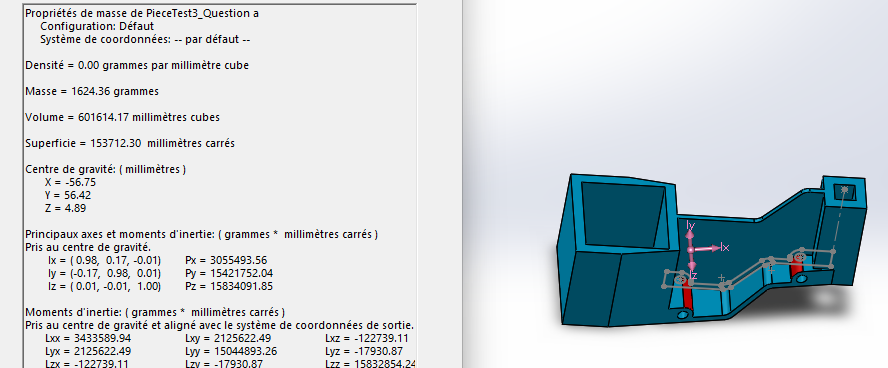 Propriétés de masse de PieceTest3_Question a
Configuration: Défaut
Système de coordonnées: -- par défaut --
Densité = 0.00 grammes par millimètre cube
Masse = 1624.36 grammes
Volume = 601614.17 millimètres cubes
Superficie = 153712.30 millimètres carrés
Centre de gravité: ( millimètres )
X = -56.75
Y = 56.42
Z = 4.89
Principaux axes et moments d'inertie: ( grammes * millimètres carrés )
Pris au centre de gravité.
Ix = ( 0.98, 0.17, -0.01) Px = 3055493.56
Iy = (-0.17, 0.98, 0.01) Py = 15421752.04
Iz = ( 0.01, -0.01, 1.00) Pz = 15834091.85
Moments d'inertie: ( grammes * millimètres carrés )
Pris au centre de gravité et aligné avec le système de coordonnées de sortie.
Lxx = 3433589.94 Lxy = 2125622.49 Lxz = -122739.11
Lyx = 2125622.49 Lyy = 15044893.26 Lyz = -17930.87
Lzx = -122739.11 Lzy = -17930.87 Lzz = 15832854.24
Iy
Ix
Iz